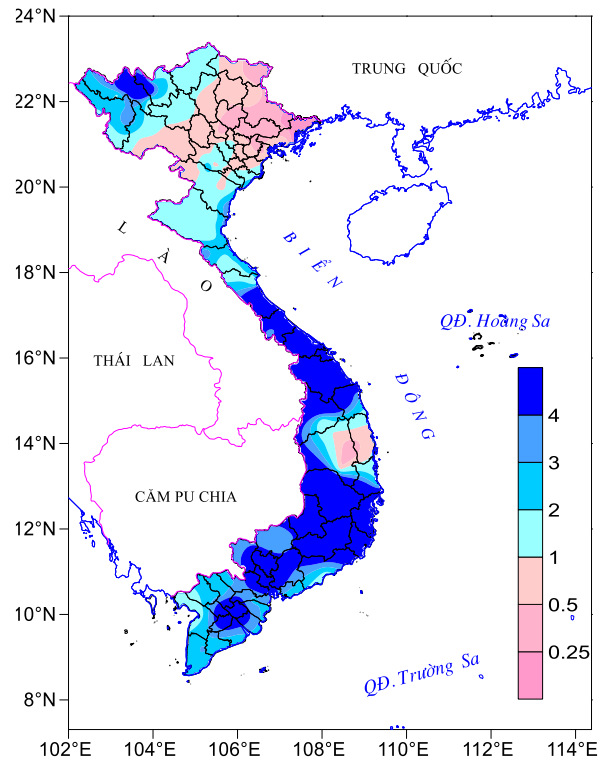 24°N
TRUNG QUỐC
22°N
20°N
LÀO
BIỂN
18°N
QĐ. Hoàng Sa
16°N
THÁI LAN
ĐÔNG
4
14°N
3
CĂM PU CHIA
2
12°N
1
0.5
10°N
0.25
QĐ. Trường Sa
8°N
102°E 104°E 106°E 108°E 110°E 112°E 114°E